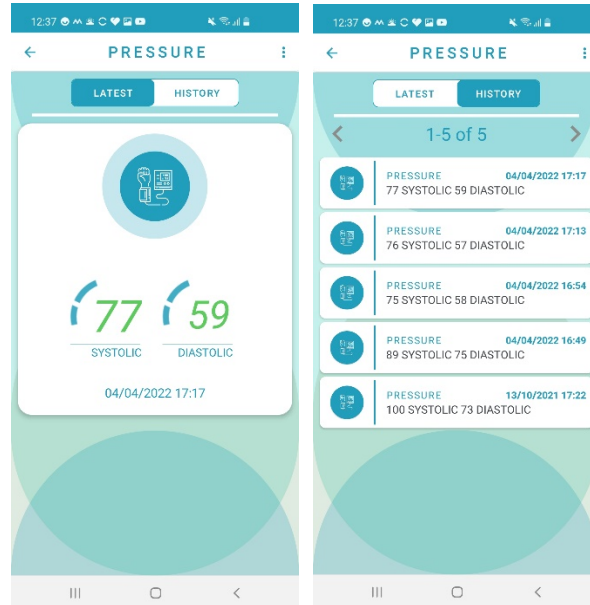 12:37
PRESSURE
LATEST HISTORY
77 59
SYSTOLIC DIASTOLIC
04/04/2022 17:17
12:37
PRESSURE
LATEST HISTORY
1-5 of 5
PRESSURE 04/04/2022 17:17
77 SYSTOLIC 59 DIASTOLIC
PRESSURE 04/04/2022 17:13
76 SYSTOLIC 57 DIASTOLIC
PRESSURE 04/04/2022 16:54
75 SYSTOLIC 58 DIASTOLIC
PRESSURE 04/04/2022 16:49
89 SYSTOLIC 75 DIASTOLIC
PRESSURE 13/10/2021 17:22
100 SYSTOLIC 73 DIASTOLIC